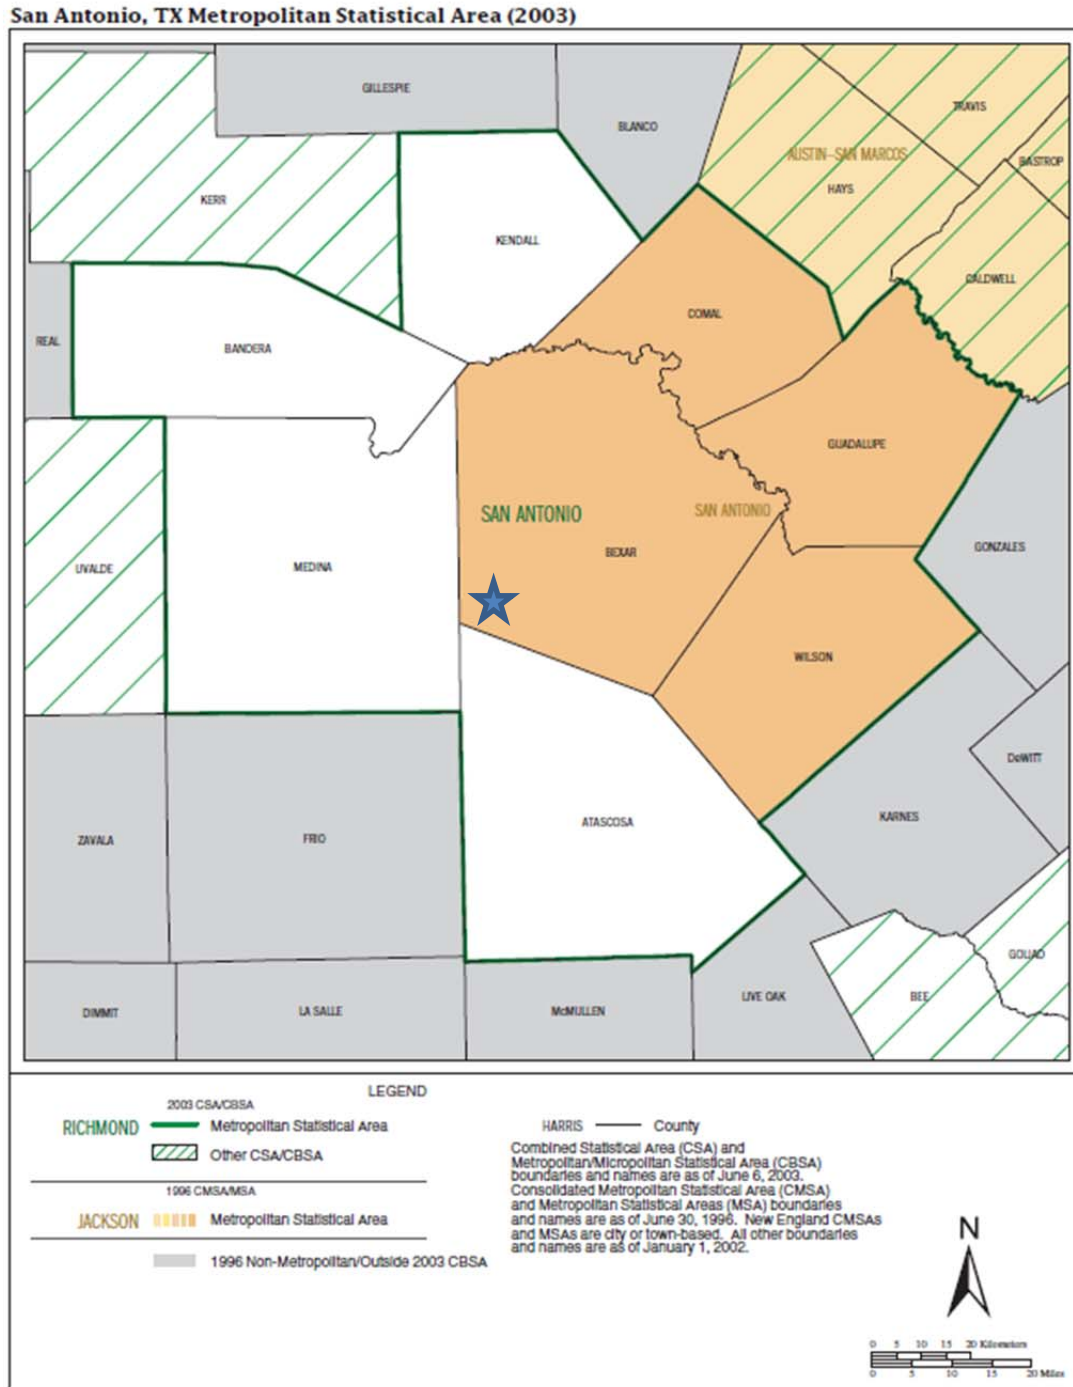 San Antonio, TX Metropolitan Statistical Area (2003)
GILLESPIE
BLANCO
TRAVIS
AUSTIN–SAN MARCOS
BASTROP
HAYS
KERR
KENDALL
CALDWELL
COMAL
REAL
BANDERA
GUADALUPE
SAN ANTONIO
SAN ANTONIO
BEXAR
GONZALES
UVALDE
MEDINA
WILSON
DeWITT
KARNES
ATASCOSA
ZAVALA
FRIO
GOLIAD
BEE
LIVE OAK
DIMMIT
LA SALLE
McMULLEN
LEGEND
2003 CSA/CBSA
RICHMOND Metropolitan Statistical Area
Other CSA/CBSA
1996 CMSA/MSA
JACKSON Metropolitan Statistical Area
1996 Non-Metropolitan/Outside 2003 CBSA
HARRIS County
Combined Statistical Area (CSA) and
Metropolitan/Micropolitan Statistical Area (CBSA)
boundaries and names are as of June 6, 2003.
Consolidated Metropolitan Statistical Area (CMSA)
and Metropolitan Statistical Areas (MSA) boundaries
and names are as of June 30, 1996. New England CMSAs
and MSAs are city or town-based. All other boundaries
and names are as of January 1, 2002.
N
0 5 10 15 20 Kilometers
0 5 10 15 20 Miles